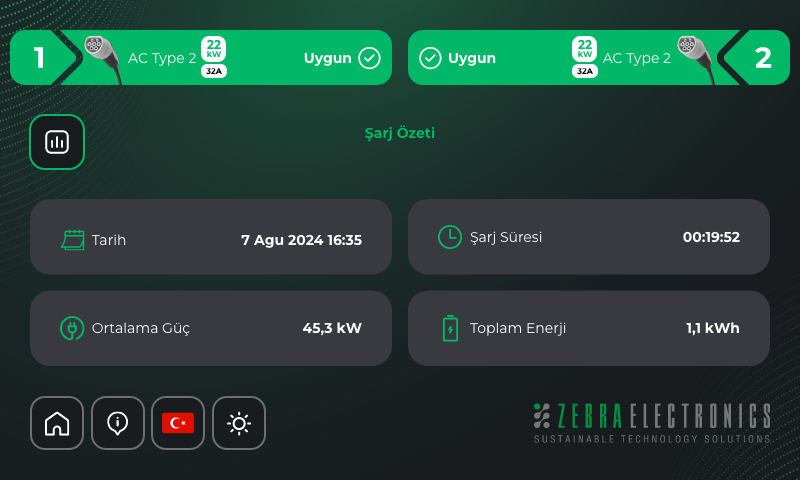 1
AC Type 2
22
kW
32A
Uygun
Uygun
22
kW
32A
AC Type 2
2
Şarj Özeti
Tarih
7 Agu 2024 16:35
Şarj Süresi
00:19:52
Ortalama Güç
45,3 kW
Toplam Enerji
1,1 kWh
ZEBRA ELECTRONICS
SUSTAINABLE TECHNOLOGY SOLUTIONS